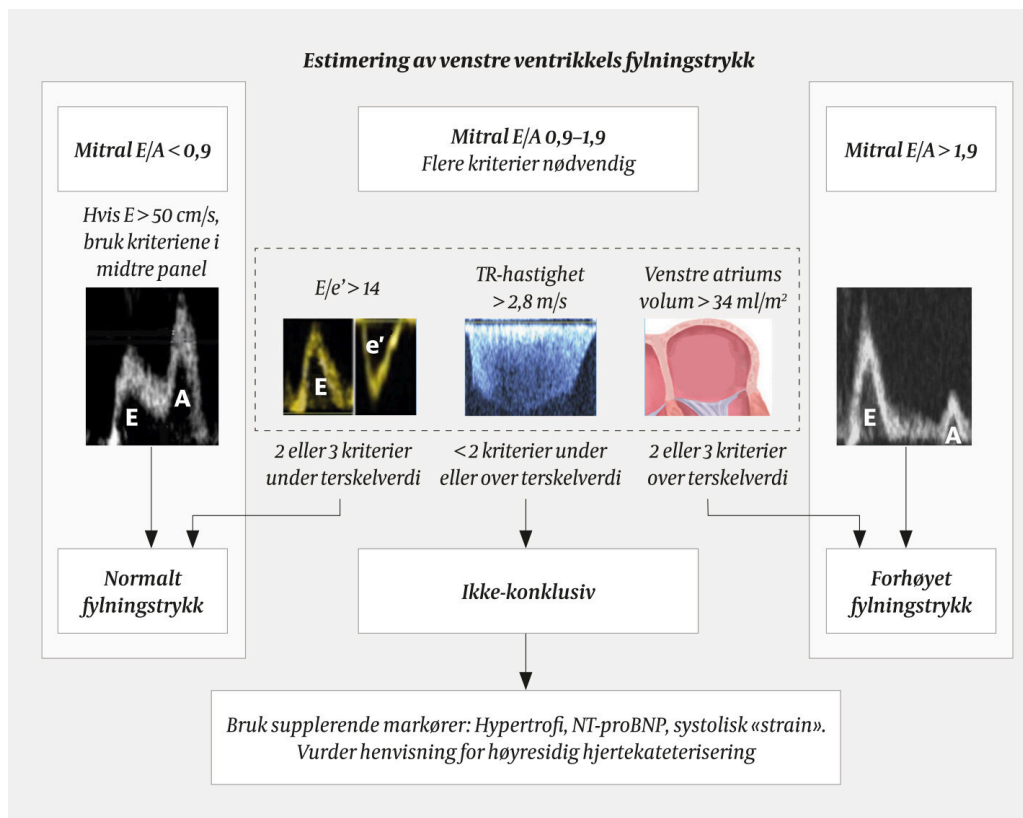 Estimering av venstre ventrikkels fylningstrykk
Mitral E/A < 0,9
Hvis E > 50 cm/s,
bruk kriteriene i
midtre panel
E
A
Normalt
fylningstrykk
Mitral E/A 0,9–1,9
Flere kriterier nødvendig
E/e’ > 14
E
e’
2 eller 3 kriterier
under terskelverdi
TR-hastighet
> 2,8 m/s
< 2 kriterier under
eller over terskelverdi
Venstre atriums
volum > 34 ml/m²
2 eller 3 kriterier
over terskelverdi
Ikke-konklusiv
Mitral E/A > 1,9
E
A
Forhøyet
fylningstrykk
Bruk supplerende markører: Hypertrofi, NT-proBNP, systolisk «strain».
Vurder henvisning for høyresidig hjertekateterisering